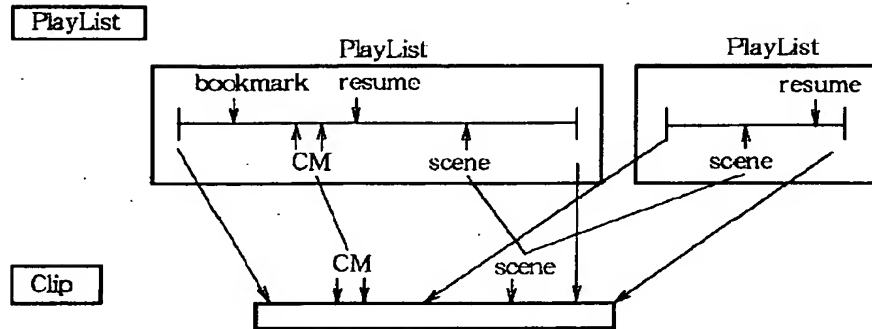 PlayList
PlayList PlayList
bookmark resume resume
CM scene scene
CM scene
Clip